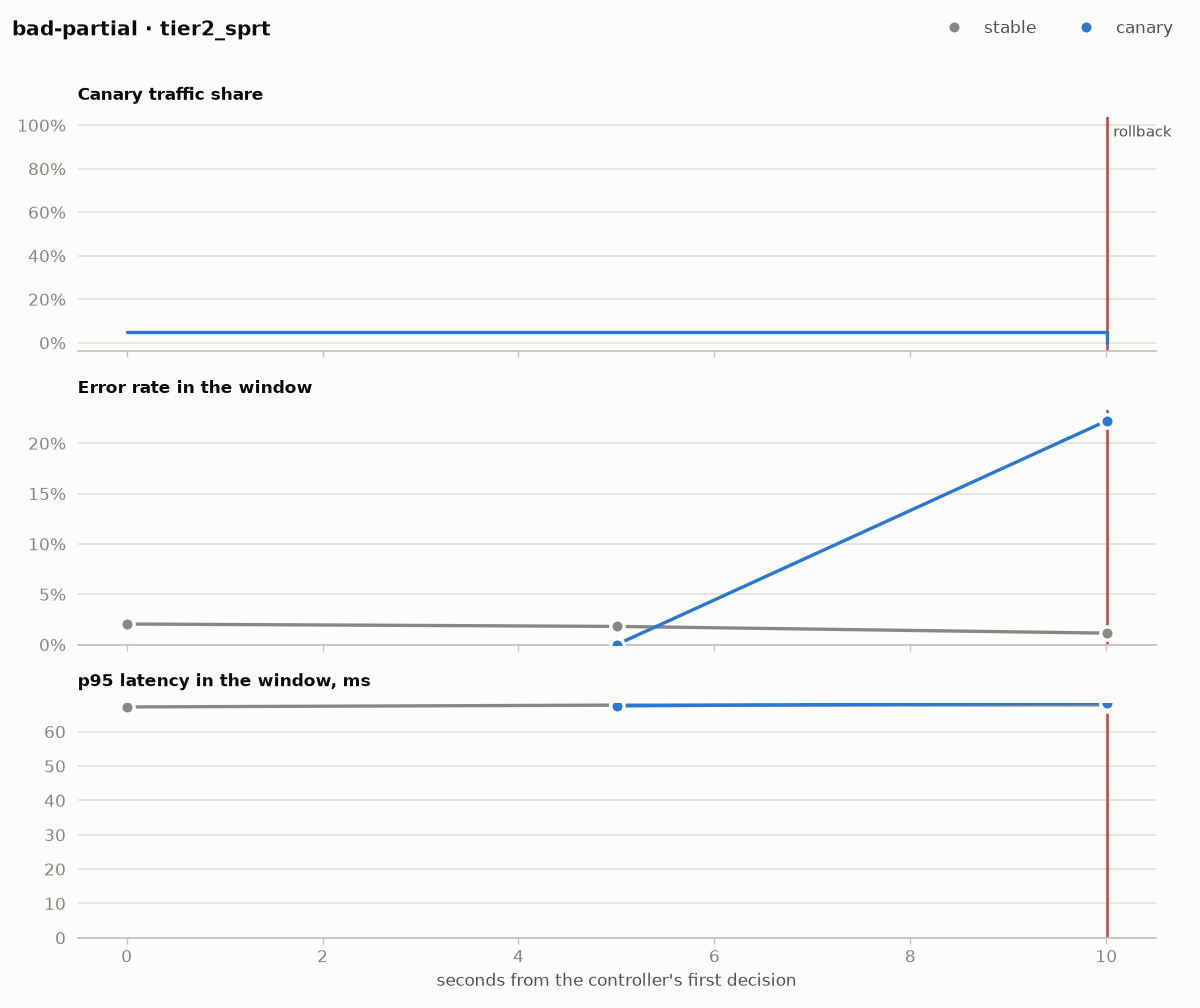 bad-partial · tier2_sprt
stable
canary
Canary traffic share
100%
80%
60%
40%
20%
0%
rollback
Error rate in the window
20%
15%
10%
5%
0%
p95 latency in the window, ms
60
50
40
30
20
10
0
0 2 4 6 8 10
seconds from the controller's first decision